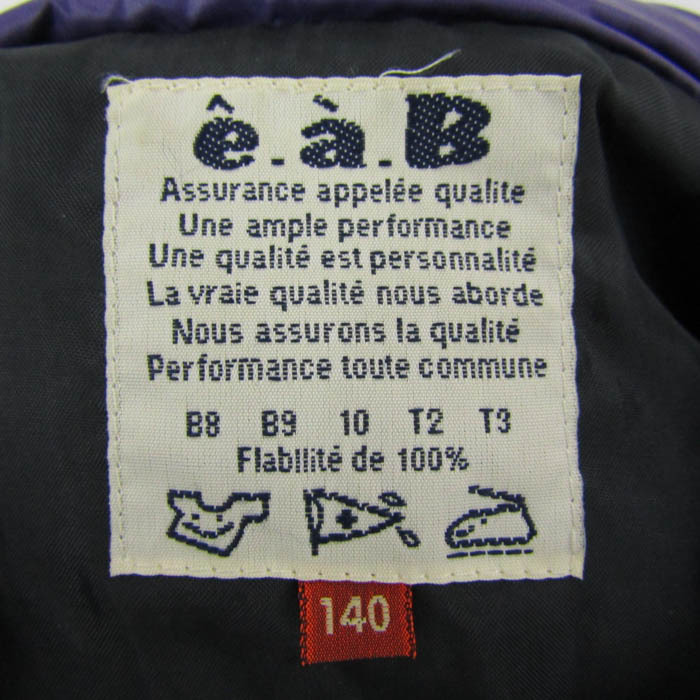 ê.à.B
Assurance appelée qualite
Une ample performance
Une qualité est personnalité
La vraie qualité nous aborde
Nous assurons la qualité
Performance toute commune
B8 B9 10 T2 T3
Flabllité de 100%
140